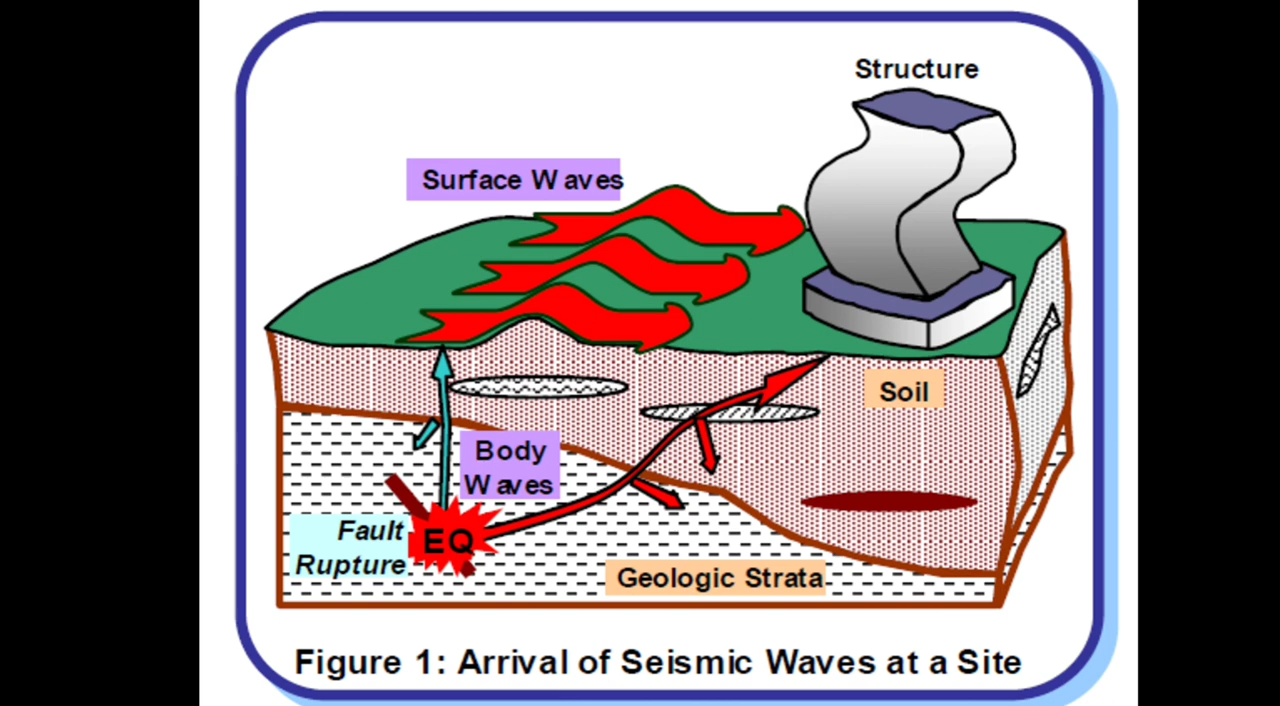 Structure
Surface Waves
Soil
Body
Waves
Fault
Rupture
EQ
Geologic Strata
Figure 1: Arrival of Seismic Waves at a Site